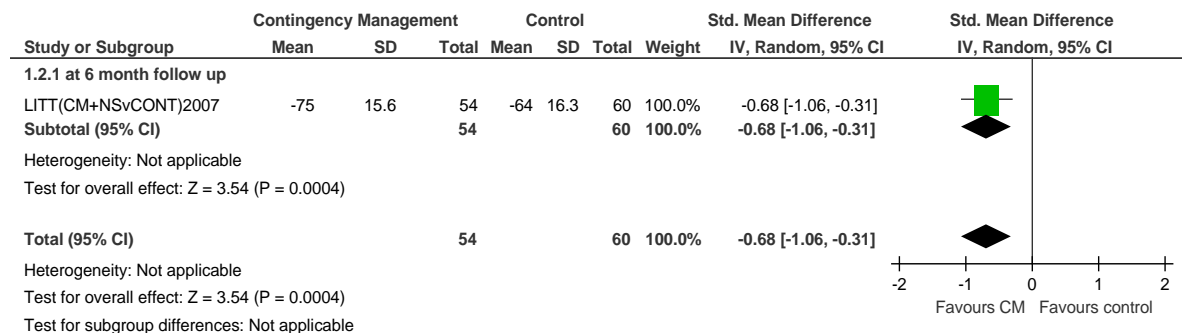 Contingency Management Control Std. Mean Difference Std. Mean Difference
Study or Subgroup Mean SD Total Mean SD Total Weight IV, Random, 95% CI IV, Random, 95% CI
1.2.1 at 6 month follow up
LITT(CM+NSvCONT)2007 -75 15.6 54 -64 16.3 60 100.0% -0.68 [-1.06, -0.31]
Subtotal (95% CI) 54 60 100.0% -0.68 [-1.06, -0.31]
Heterogeneity: Not applicable
Test for overall effect: Z = 3.54 (P = 0.0004)
Total (95% CI) 54 60 100.0% -0.68 [-1.06, -0.31]
Heterogeneity: Not applicable
Test for overall effect: Z = 3.54 (P = 0.0004)
Test for subgroup differences: Not applicable
-2 -1 0 1 2
Favours CM Favours control